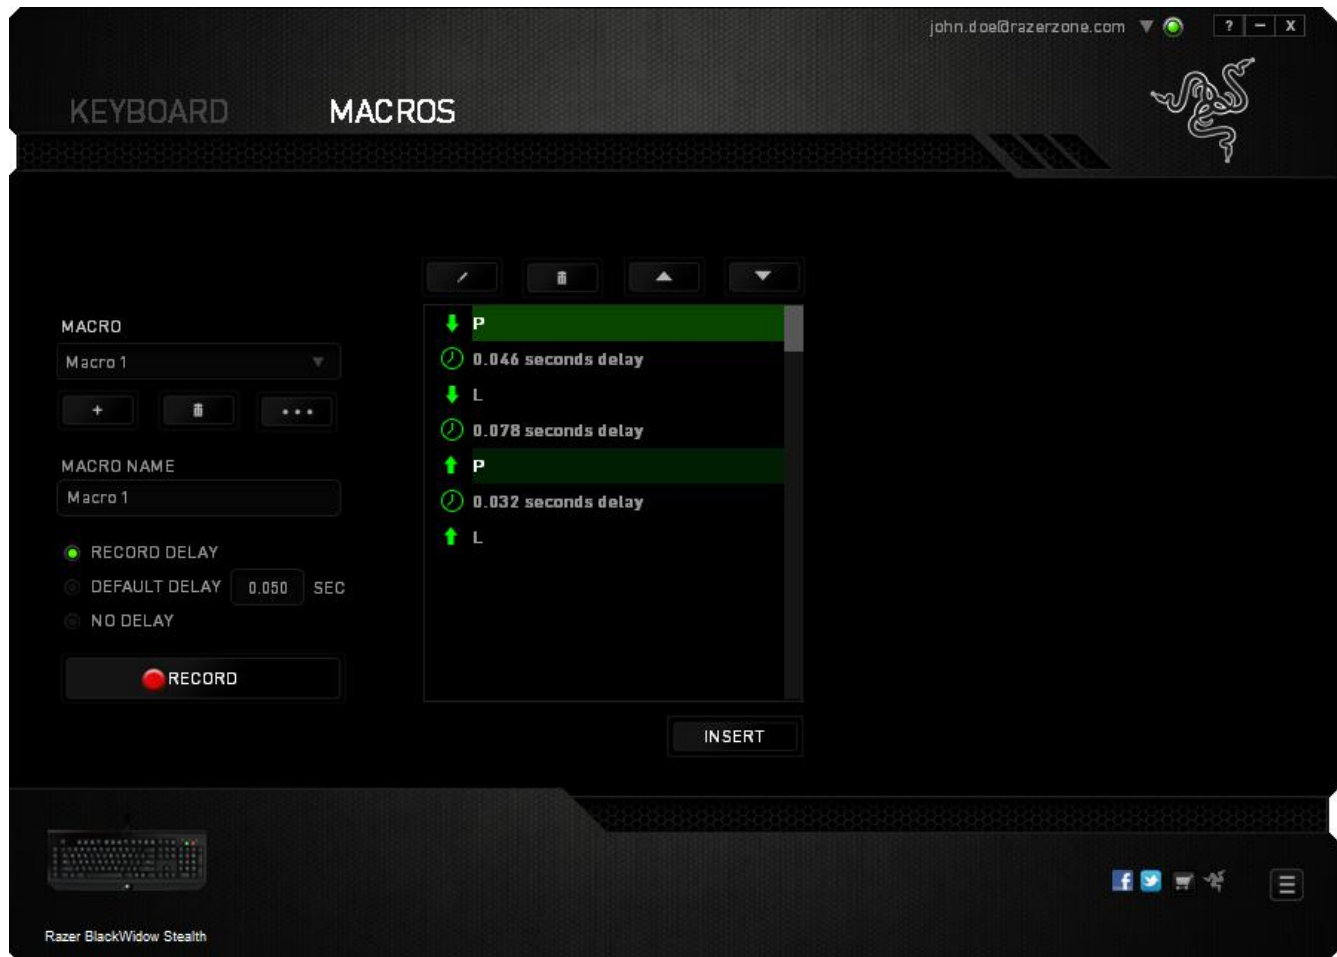 john.doe@razerzone.com
? – X
KEYBOARD MACROS
MACRO
Macro 1
+
MACRO NAME
Macro 1
RECORD DELAY
DEFAULT DELAY 0.050 SEC
NO DELAY
RECORD
P
0.046 seconds delay
L
0.078 seconds delay
P
0.032 seconds delay
L
INSERT
f
Razer BlackWidow Stealth